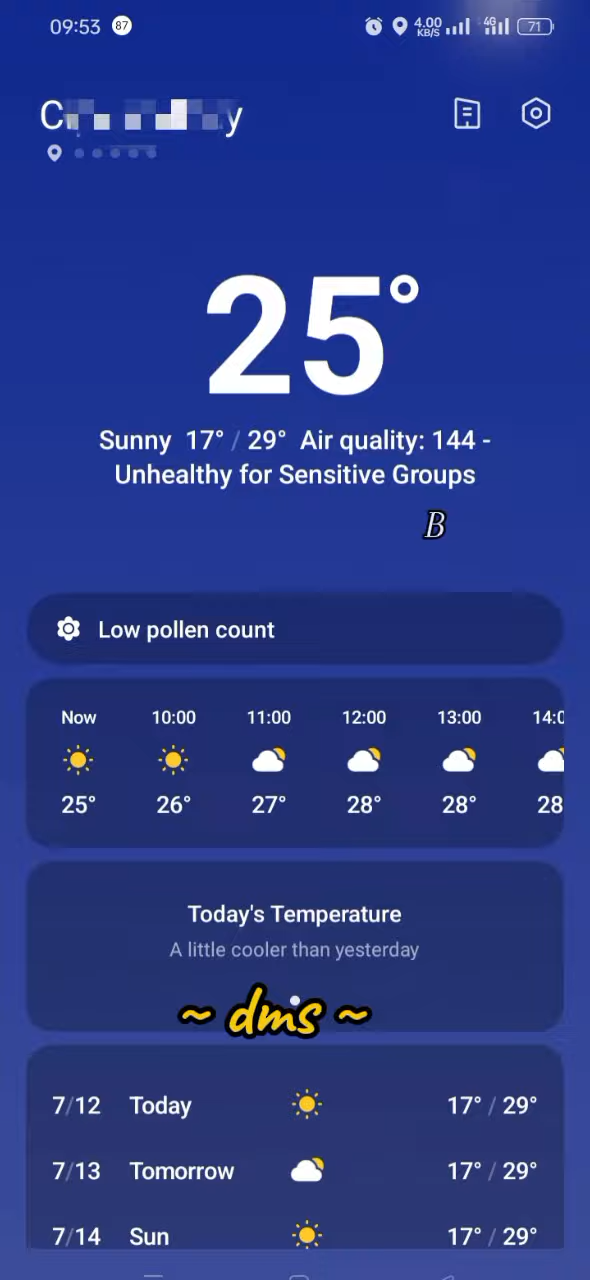 09:53 87 4.00 KB/S 4G 71
25°
Sunny 17° / 29° Air quality: 144 -
Unhealthy for Sensitive Groups
B
Low pollen count
Now 10:00 11:00 12:00 13:00
25° 26° 27° 28° 28° 28
Today's Temperature
A little cooler than yesterday
~ dms ~
7/12 Today 17° / 29°
7/13 Tomorrow 17° / 29°
7/14 Sun 17° / 29°